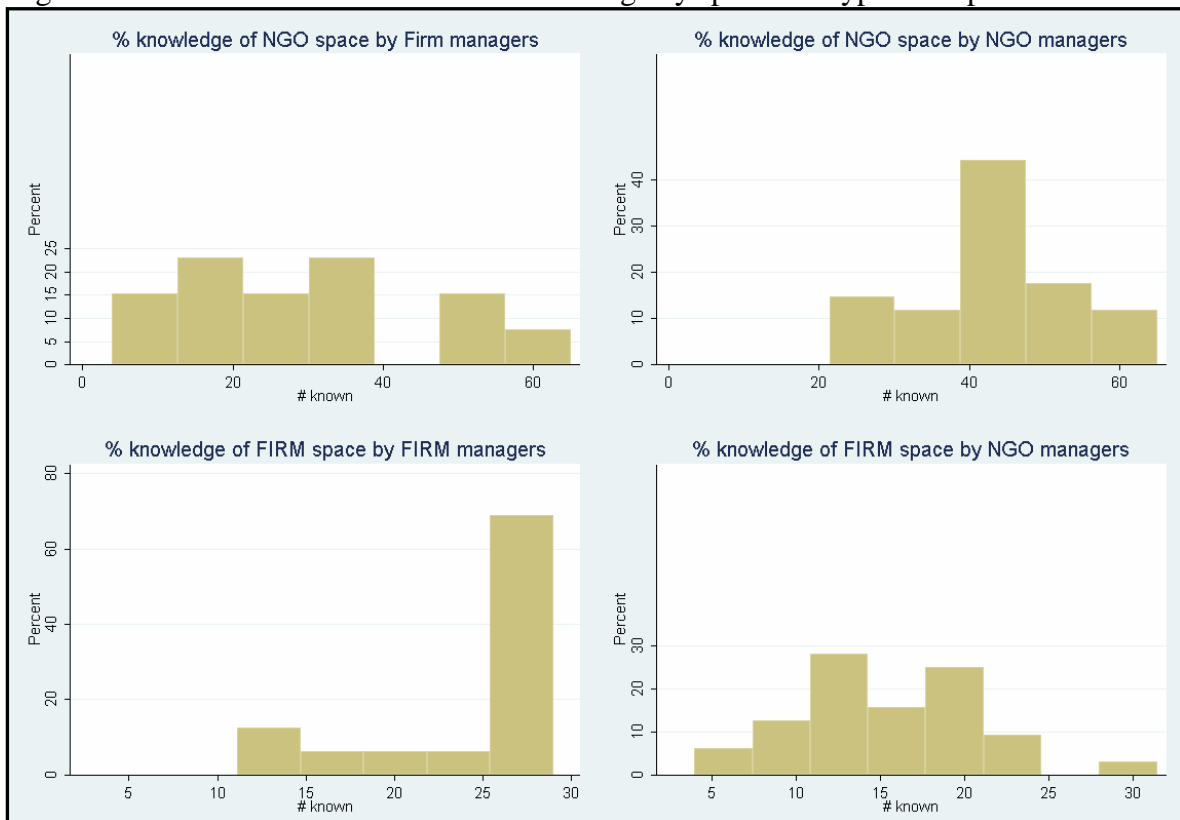 % knowledge of NGO space by Firm managers
Percent
25
20
15
10
5
0
0 20 40 60
# known
% knowledge of NGO space by NGO managers
Percent
40
30
20
10
0
0 20 40 60
# known
% knowledge of FIRM space by FIRM managers
Percent
80
60
40
20
0
5 10 15 20 25 30
# known
% knowledge of FIRM space by NGO managers
Percent
30
20
10
0
5 10 15 20 25 30
# known